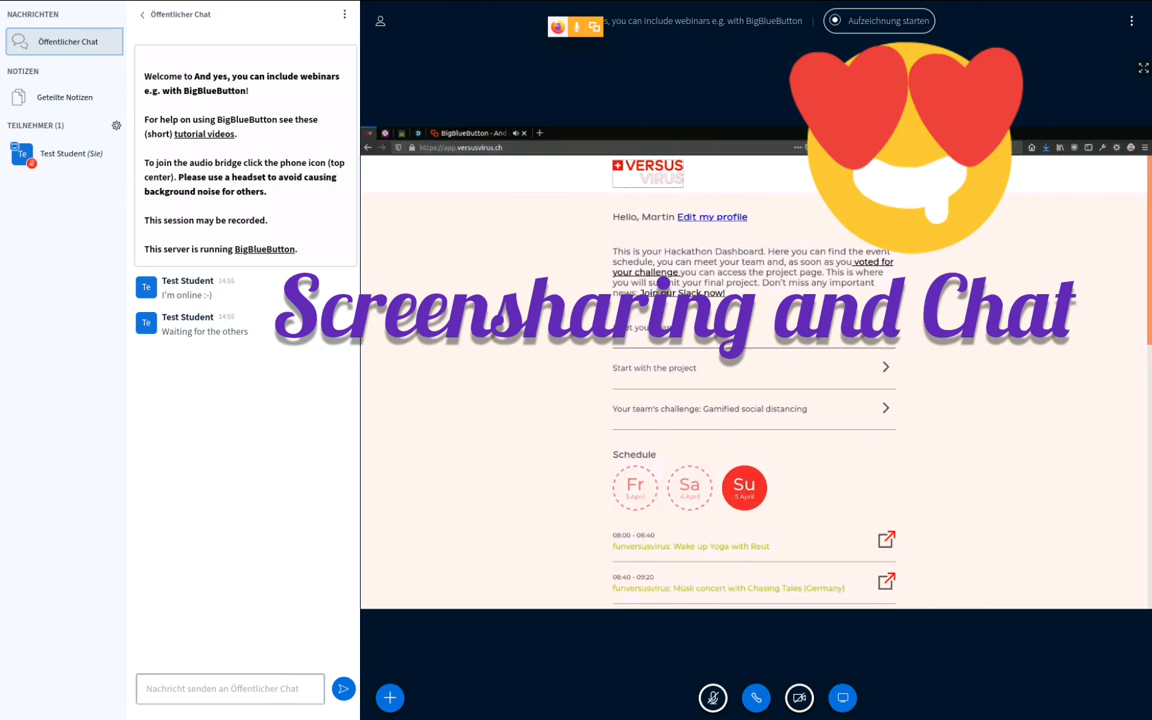 NACHRICHTEN
Öffentlicher Chat
NOTIZEN
Geteilte Notizen
TEILNEHMER (1)
Te
Test Student (Sie)
Öffentlicher Chat
Welcome to And yes, you can include webinars
e.g. with BigBlueButton!
For help on using BigBlueButton see these
(short) tutorial videos.
To join the audio bridge click the phone icon (top
center). Please use a headset to avoid causing
background noise for others.
This session may be recorded.
This server is running BigBlueButton.
Te
Test Student 14:55
I'm online :-)
Te
Test Student 14:55
Waiting for the others
Nachricht senden an Öffentlicher Chat
s, you can include webinars e.g. with BigBlueButton
Aufzeichnung starten
BigBlueButton - And
https://app.versusvirus.ch
VERSUS
VIRUS
Hello, Martin Edit my profile
This is your Hackathon Dashboard. Here you can find the event
schedule, you can meet your team and, as soon as you voted for
your challenge you can access the project page. This is where
you will submit your final project. Don't miss any important
news: Join our Slack now!
Screensharing and Chat
Start with the project
Your team's challenge: Gamified social distancing
Schedule
Fr
3.April
Sa
4.April
Su
5.April
08:00 - 08:40
funversusvirus: Wake up Yoga with Reut
08:40 - 09:20
funversusvirus: Müsli concert with Chasing Tales (Germany)